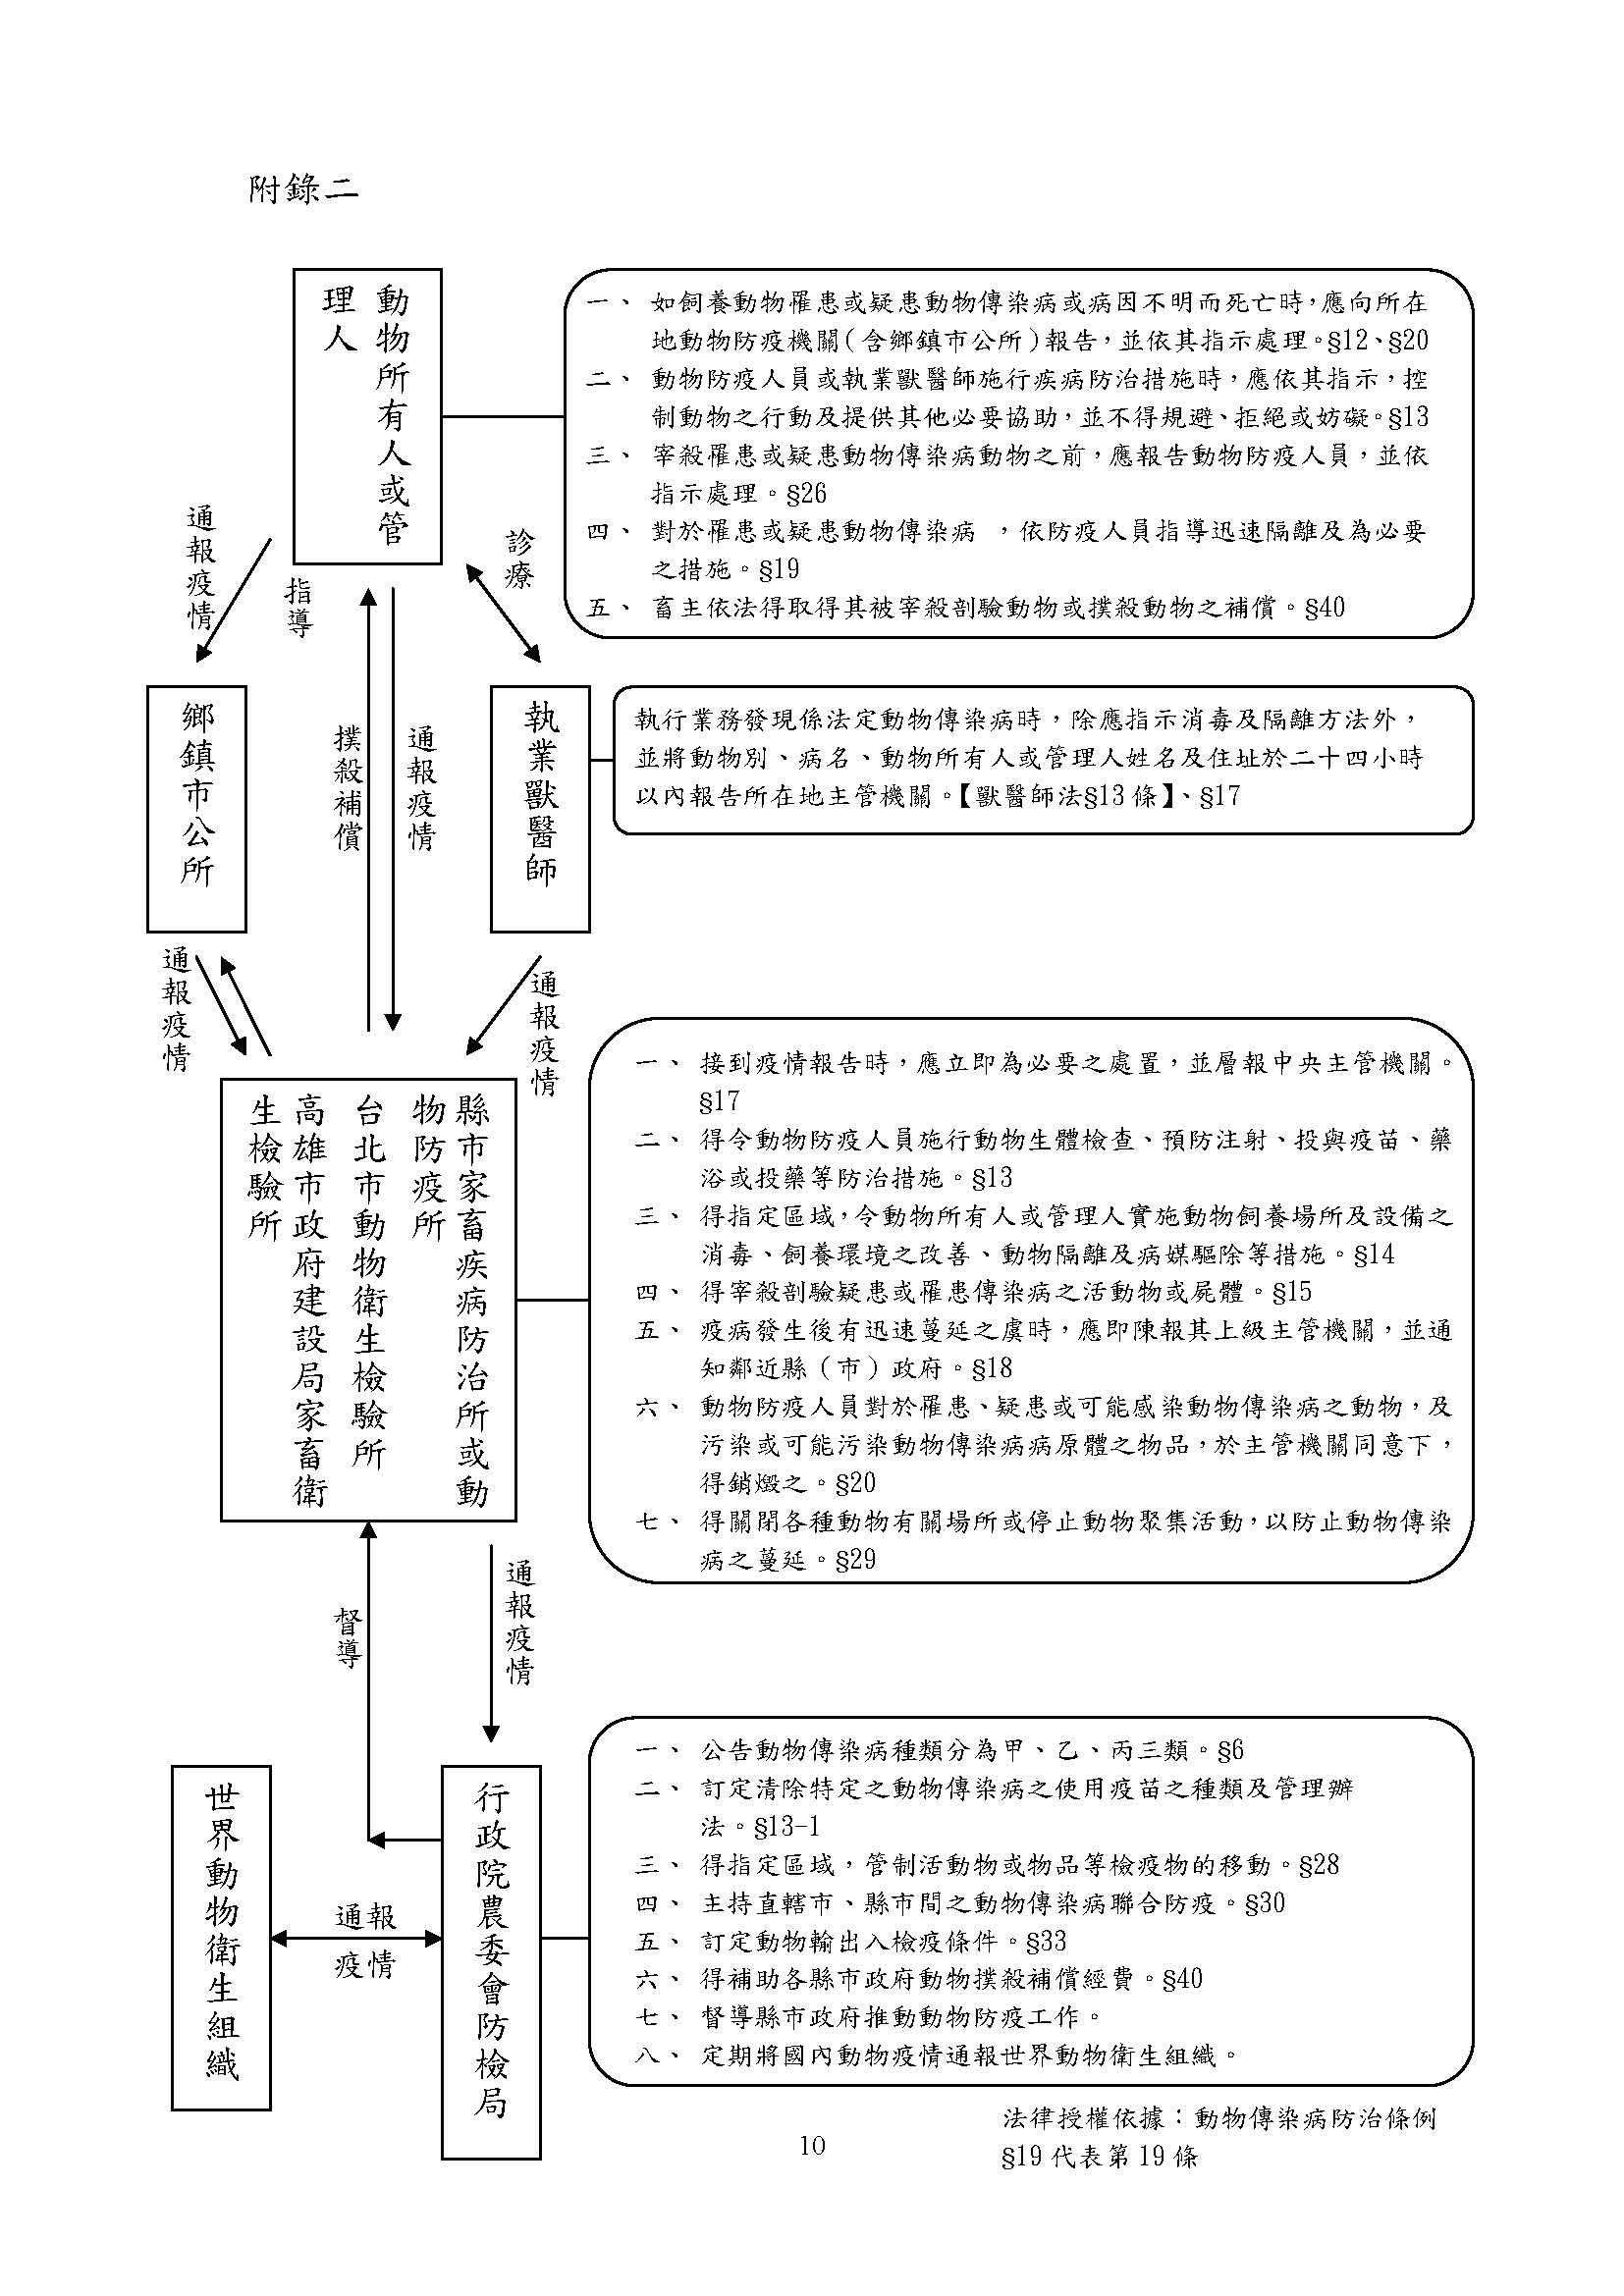 附錄二
動物所有人或管
理人
一、 如飼養動物罹患或疑患動物傳染病或病因不明而死亡時，應向所在
地動物防疫機關（含鄉鎮市公所）報告，並依其指示處理。§12、§20
二、 動物防疫人員或執業獸醫師施行疾病防治措施時，應依其指示，控
制動物之行動及提供其他必要協助，並不得規避、拒絕或妨礙。§13
三、 宰殺罹患或疑患動物傳染病動物之前，應報告動物防疫人員，並依
指示處理。§26
四、 對於罹患或疑患動物傳染病 ，依防疫人員指導迅速隔離及為必要
之措施。§19
五、 畜主依法得取得其被宰殺剖驗動物或撲殺動物之補償。§40
通報疫情
指導
診療
鄉鎮市公所
撲殺補償
通報疫情
執業獸醫師
執行業務發現係法定動物傳染病時，除應指示消毒及隔離方法外，
並將動物別、病名、動物所有人或管理人姓名及住址於二十四小時
以內報告所在地主管機關。【獸醫師法§13 條】、§17
通報疫情
通報疫情
縣市家畜疾病防治所或動
物防疫所
台北市動物衛生檢驗所
高雄市政府建設局家畜衛
生檢驗所
一、 接到疫情報告時，應立即為必要之處置，並層報中央主管機關。
§17
二、 得令動物防疫人員施行動物生體檢查、預防注射、投與疫苗、藥
浴或投藥等防治措施。§13
三、 得指定區域，令動物所有人或管理人實施動物飼養場所及設備之
消毒、飼養環境之改善、動物隔離及病媒驅除等措施。§14
四、 得宰殺剖驗疑患或罹患傳染病之活動物或屍體。§15
五、 疫病發生後有迅速蔓延之虞時，應即陳報其上級主管機關，並通
知鄰近縣（市）政府。§18
六、 動物防疫人員對於罹患、疑患或可能感染動物傳染病之動物，及
污染或可能污染動物傳染病病原體之物品，於主管機關同意下，
得銷燬之。§20
七、 得關閉各種動物有關場所或停止動物聚集活動，以防止動物傳染
病之蔓延。§29
督導
通報疫情
世界動物衛生組織
通報
疫情
行政院農委會防檢局
一、 公告動物傳染病種類分為甲、乙、丙三類。§6
二、 訂定清除特定之動物傳染病之使用疫苗之種類及管理辦
法。§13-1
三、 得指定區域，管制活動物或物品等檢疫物的移動。§28
四、 主持直轄市、縣市間之動物傳染病聯合防疫。§30
五、 訂定動物輸出入檢疫條件。§33
六、 得補助各縣市政府動物撲殺補償經費。§40
七、 督導縣市政府推動動物防疫工作。
八、 定期將國內動物疫情通報世界動物衛生組織。
法律授權依據：動物傳染病防治條例
§19 代表第 19 條
10